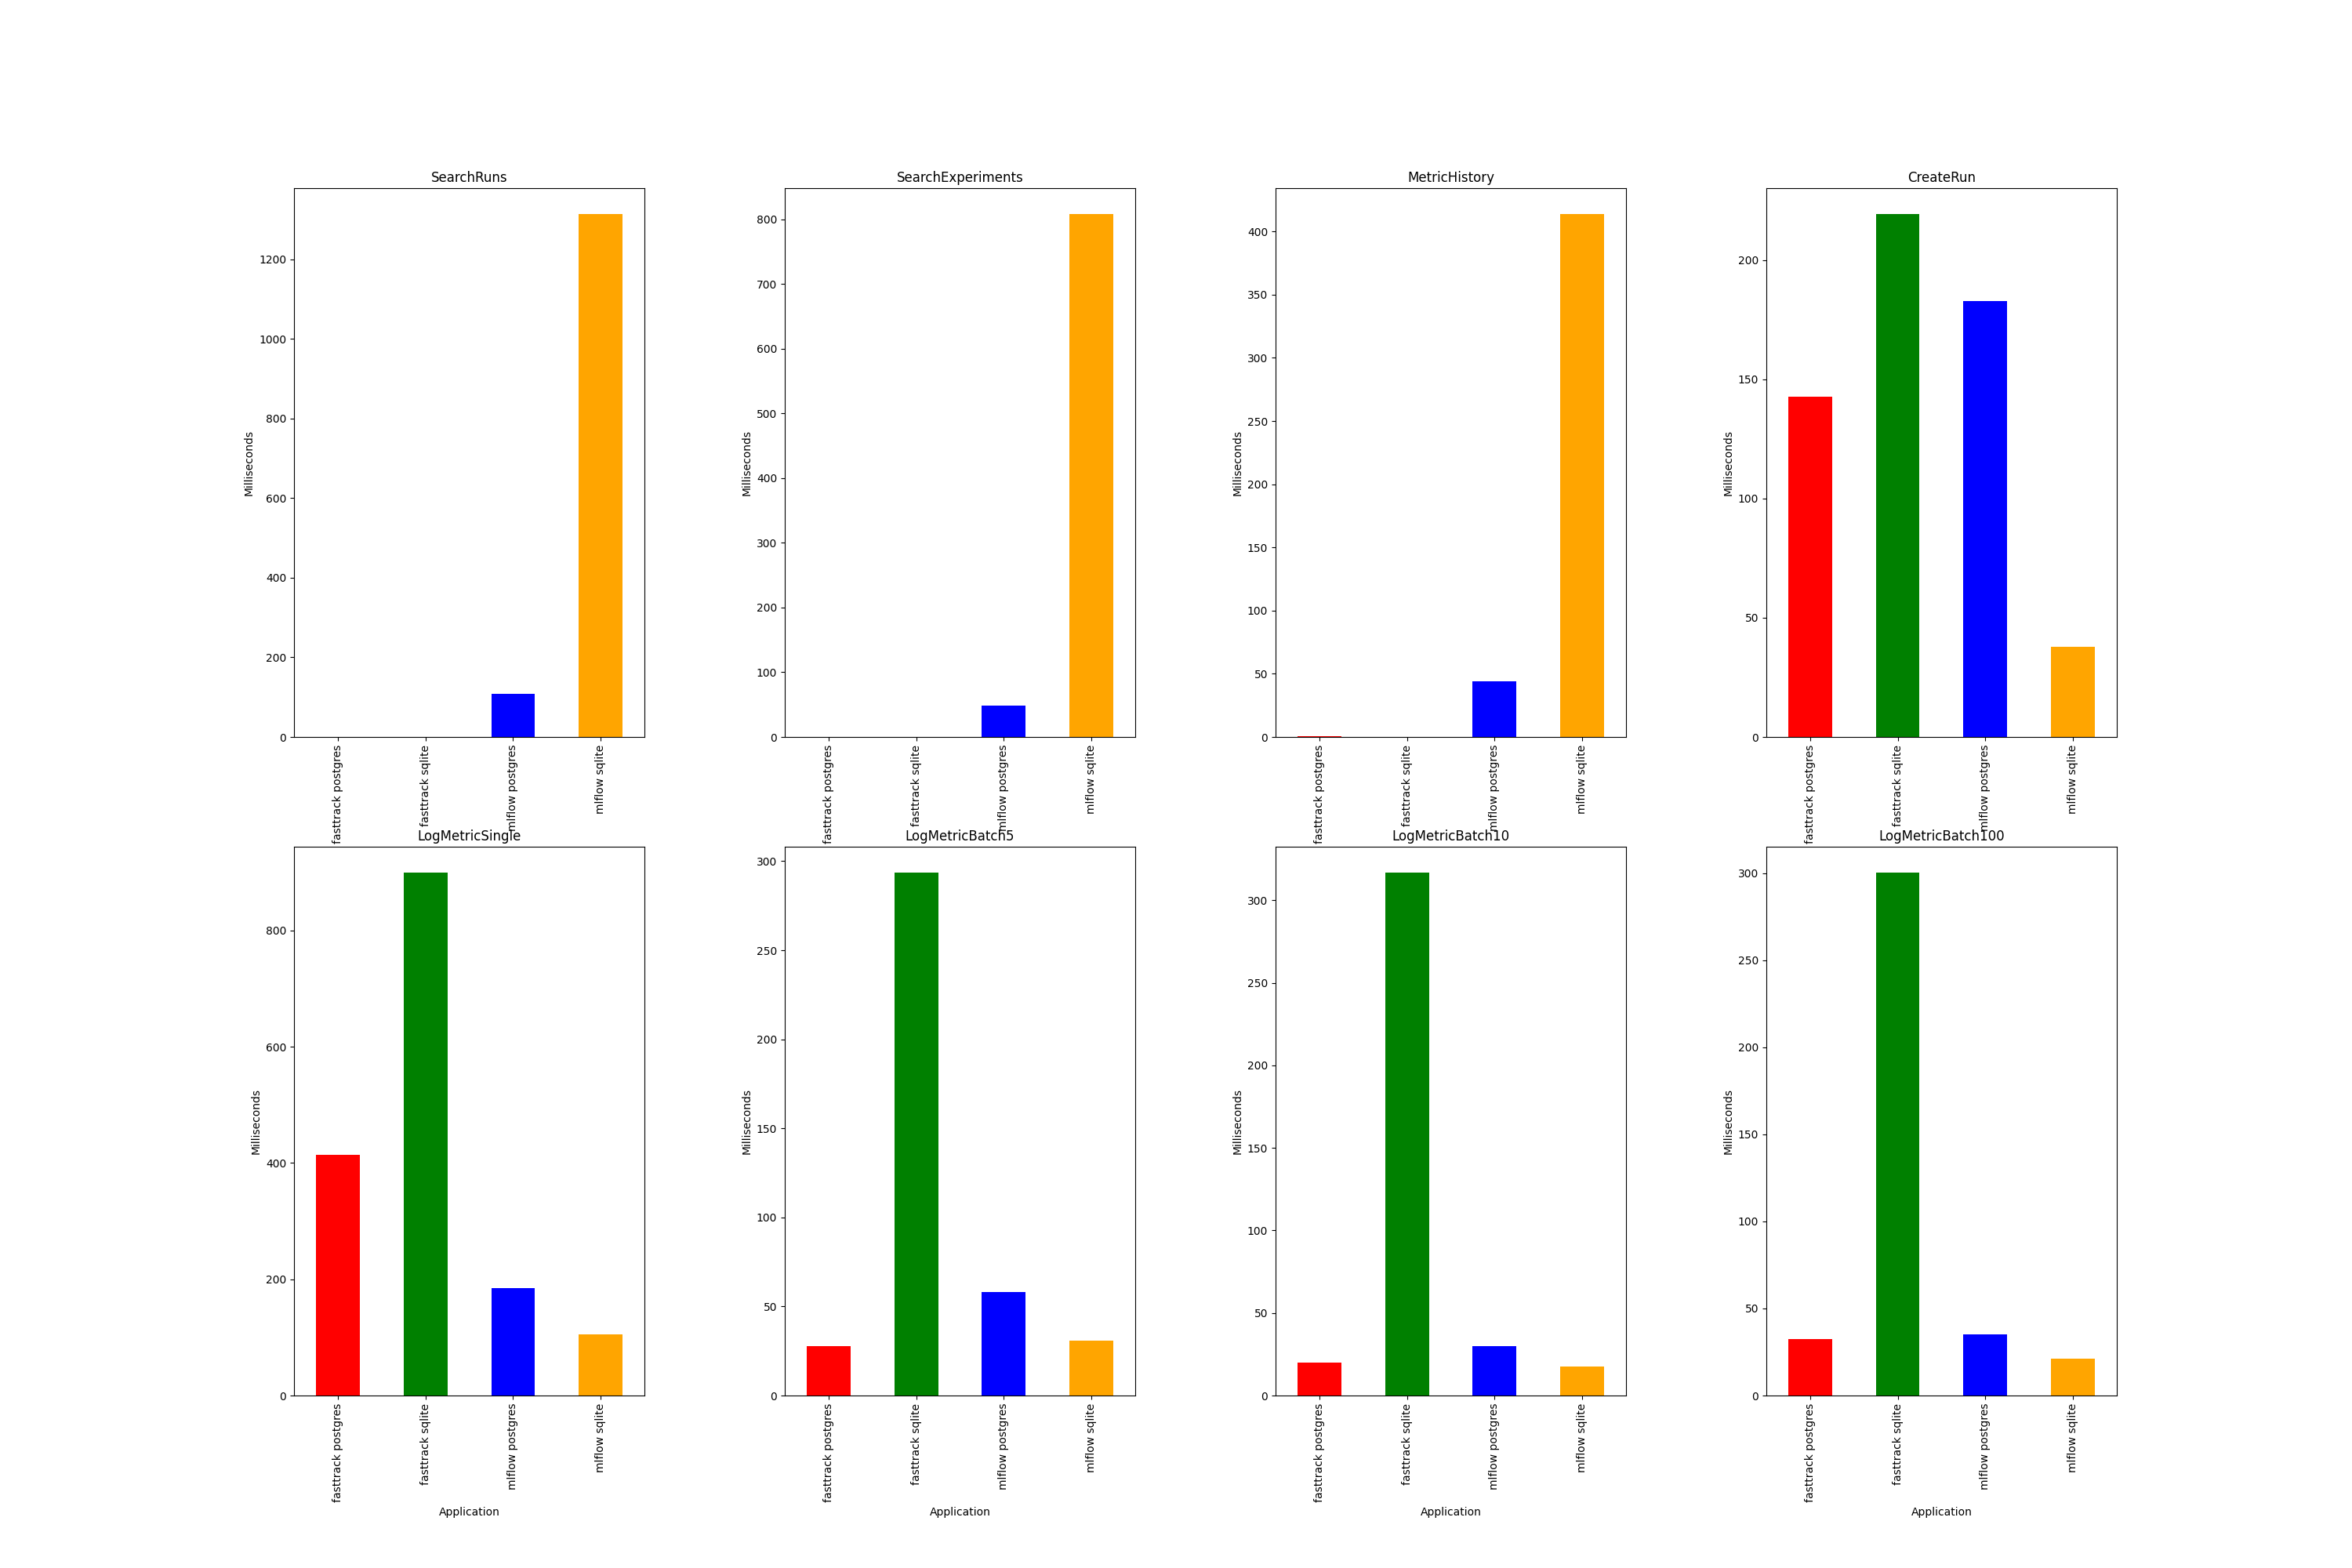 SearchRuns
1200
1000
800
600
400
200
0
Milliseconds
fasttrack postgres
fasttrack sqlite
mlflow postgres
mlflow sqlite
SearchExperiments
800
700
600
500
400
300
200
100
0
Milliseconds
fasttrack postgres
fasttrack sqlite
mlflow postgres
mlflow sqlite
MetricHistory
400
350
300
250
200
150
100
50
0
Milliseconds
fasttrack postgres
fasttrack sqlite
mlflow postgres
mlflow sqlite
CreateRun
200
150
100
50
0
Milliseconds
fasttrack postgres
fasttrack sqlite
mlflow postgres
mlflow sqlite
LogMetricSingle
800
600
400
200
0
Milliseconds
fasttrack postgres
fasttrack sqlite
mlflow postgres
mlflow sqlite
Application
LogMetricBatch5
300
250
200
150
100
50
0
Milliseconds
fasttrack postgres
fasttrack sqlite
mlflow postgres
mlflow sqlite
Application
LogMetricBatch10
300
250
200
150
100
50
0
Milliseconds
fasttrack postgres
fasttrack sqlite
mlflow postgres
mlflow sqlite
Application
LogMetricBatch100
300
250
200
150
100
50
0
Milliseconds
fasttrack postgres
fasttrack sqlite
mlflow postgres
mlflow sqlite
Application